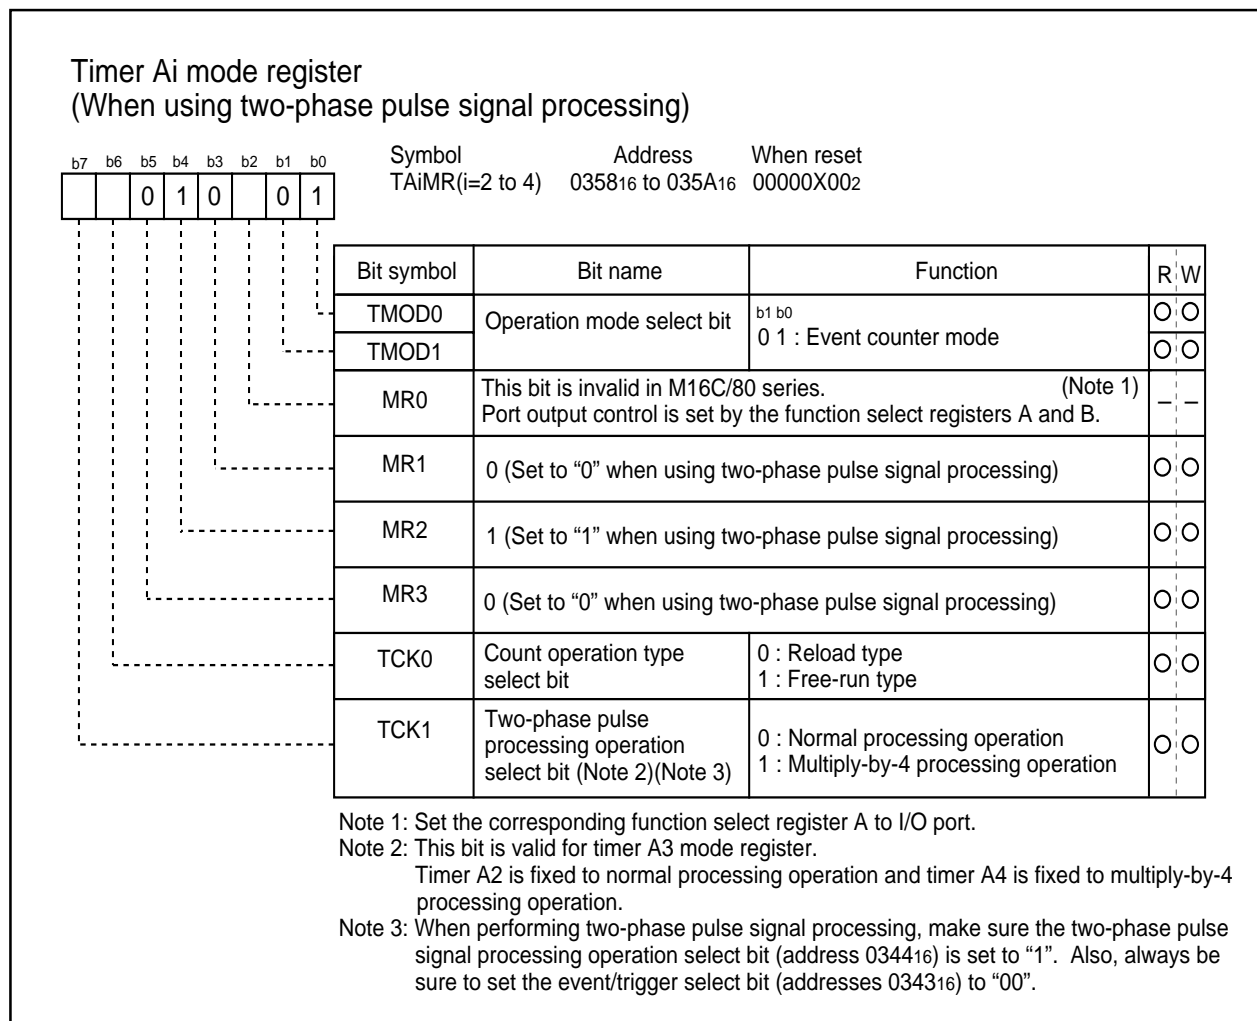 Timer Ai mode register
(When using two-phase pulse signal processing)
b7 b6 b5 b4 b3 b2 b1 b0
0 1 0 0 1
Symbol Address When reset
TAiMR(i=2 to 4) 035816 to 035A16 00000X002
Bit symbol Bit name Function R W
TMOD0 Operation mode select bit b1 b0
0 1 : Event counter mode
TMOD1
MR0 This bit is invalid in M16C/80 series. (Note 1)
Port output control is set by the function select registers A and B. – –
MR1 0 (Set to “0” when using two-phase pulse signal processing)
MR2 1 (Set to “1” when using two-phase pulse signal processing)
MR3 0 (Set to “0” when using two-phase pulse signal processing)
TCK0 Count operation type
select bit
0 : Reload type
1 : Free-run type
TCK1 Two-phase pulse
processing operation
select bit (Note 2)(Note 3)
0 : Normal processing operation
1 : Multiply-by-4 processing operation
Note 1: Set the corresponding function select register A to I/O port.
Note 2: This bit is valid for timer A3 mode register.
Timer A2 is fixed to normal processing operation and timer A4 is fixed to multiply-by-4
processing operation.
Note 3: When performing two-phase pulse signal processing, make sure the two-phase pulse
signal processing operation select bit (address 034416) is set to “1”. Also, always be
sure to set the event/trigger select bit (addresses 034316) to “00”.